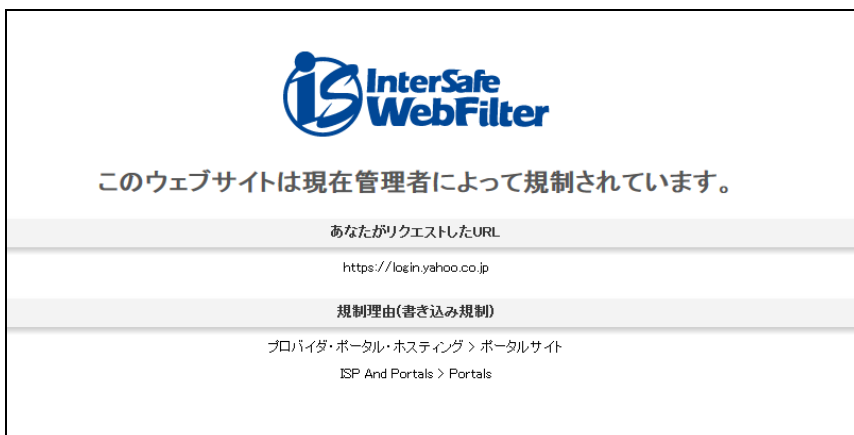 iS InterSafe
WebFilter
このウェブサイトは現在管理者によって規制されています。
あなたがリクエストしたURL
https://login.yahoo.co.jp
規制理由(書き込み規制)
プロバイダ・ポータル・ホスティング > ポータルサイト
ISP And Portals > Portals